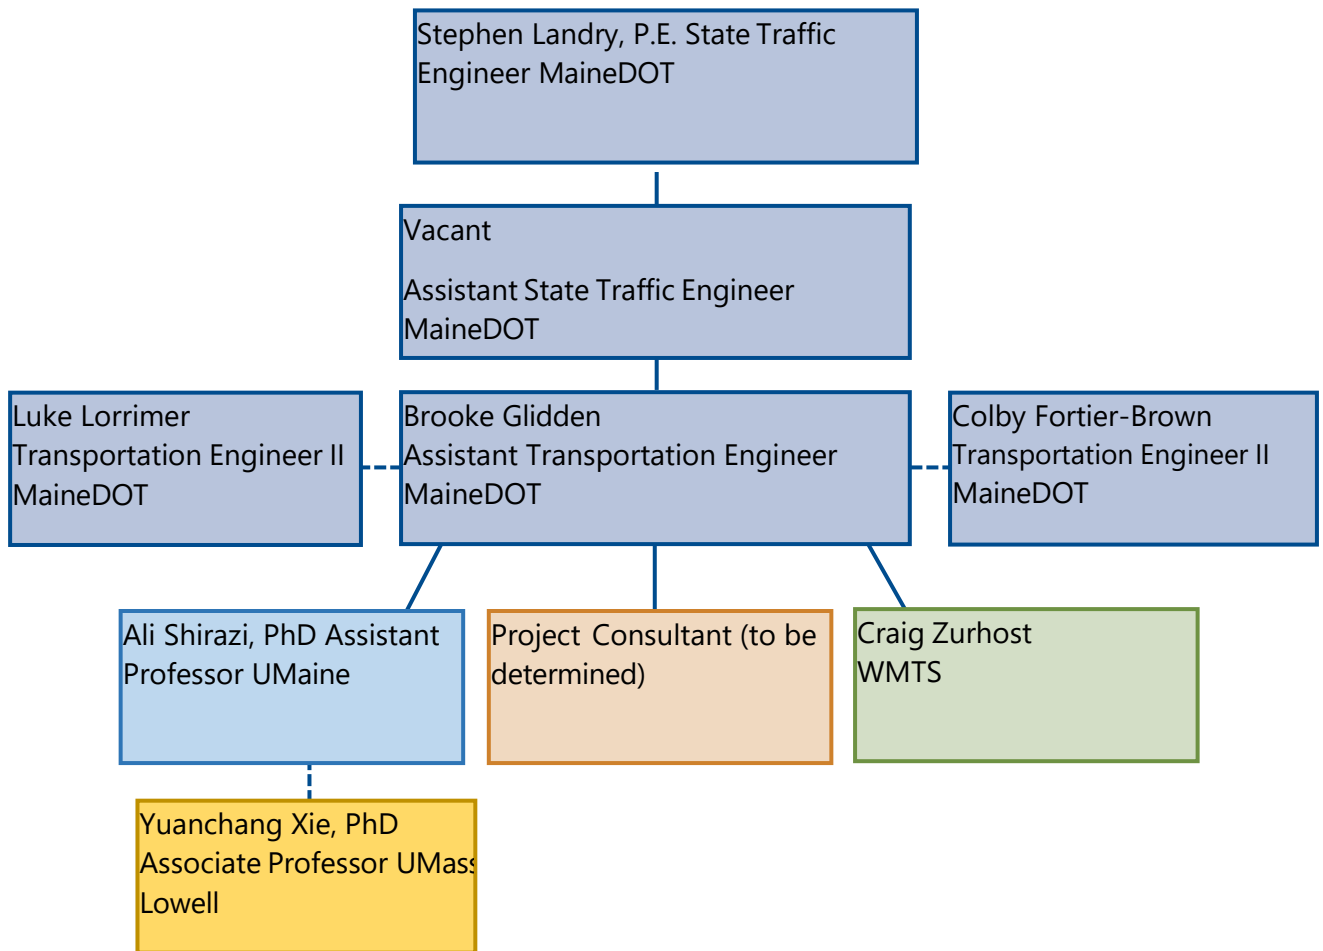 Stephen Landry, P.E. State Traffic
Engineer MaineDOT
Vacant
Assistant State Traffic Engineer
MaineDOT
Luke Lorrimer
Transportation Engineer II
MaineDOT
Brooke Glidden
Assistant Transportation Engineer
MaineDOT
Colby Fortier-Brown
Transportation Engineer II
MaineDOT
Ali Shirazi, PhD Assistant
Professor UMaine
Project Consultant (to be
determined)
Craig Zurhost
WMTS
Yuanchang Xie, PhD
Associate Professor UMass
Lowell